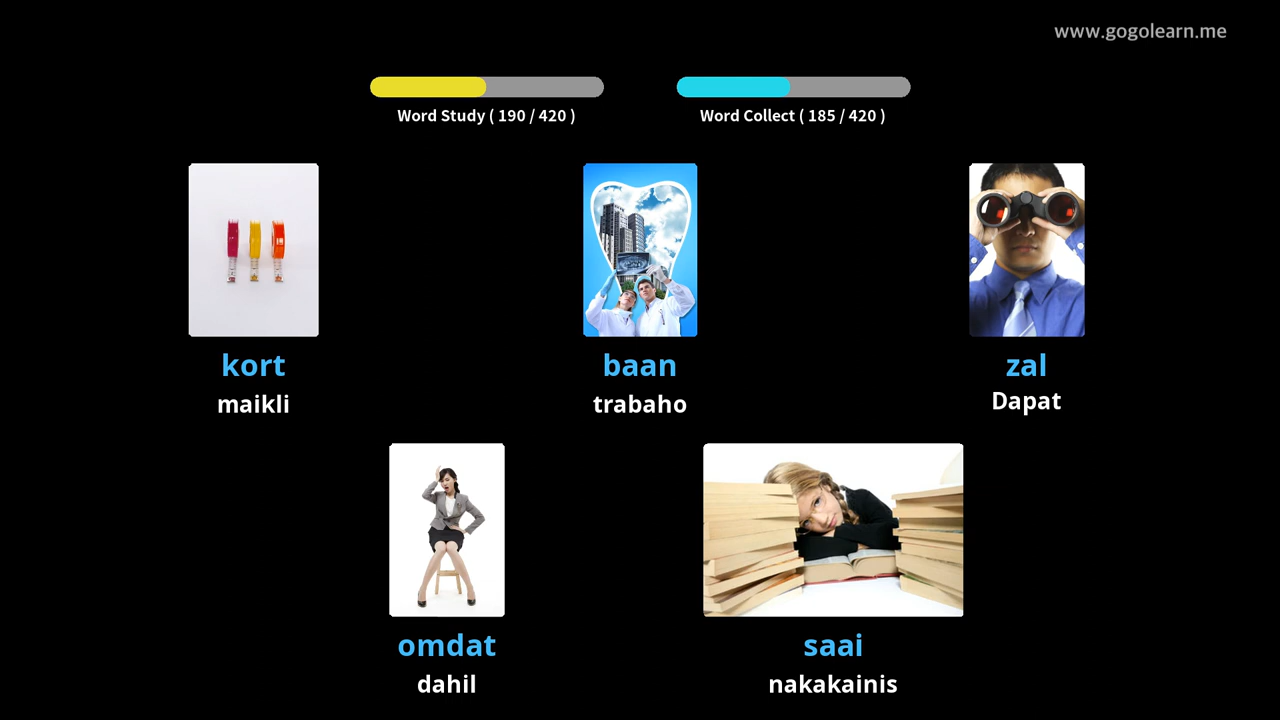 www.gogolearn.me
Word Study ( 190 / 420 )
Word Collect ( 185 / 420 )
kort
maikli
baan
trabaho
zal
Dapat
omdat
dahil
saai
nakakainis